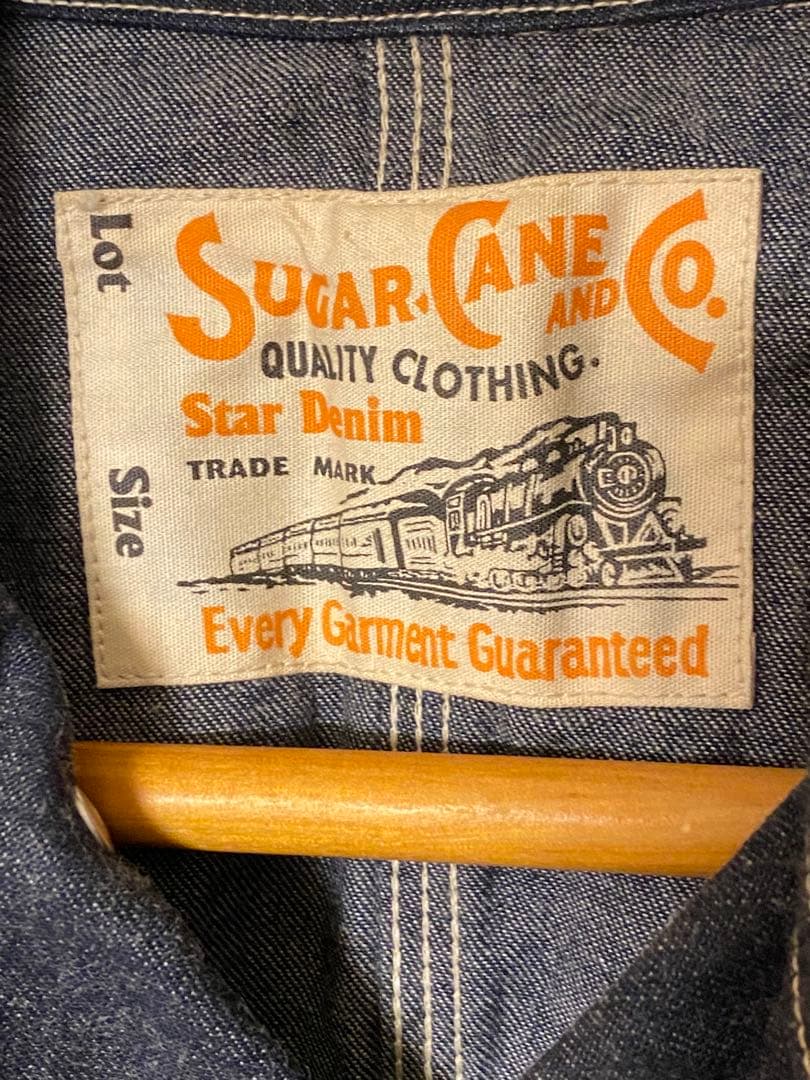 Lot
Size
SUGAR.CANE AND CO.
QUALITY CLOTHING.
Star Denim
TRADE MARK
Every Garment Guaranteed